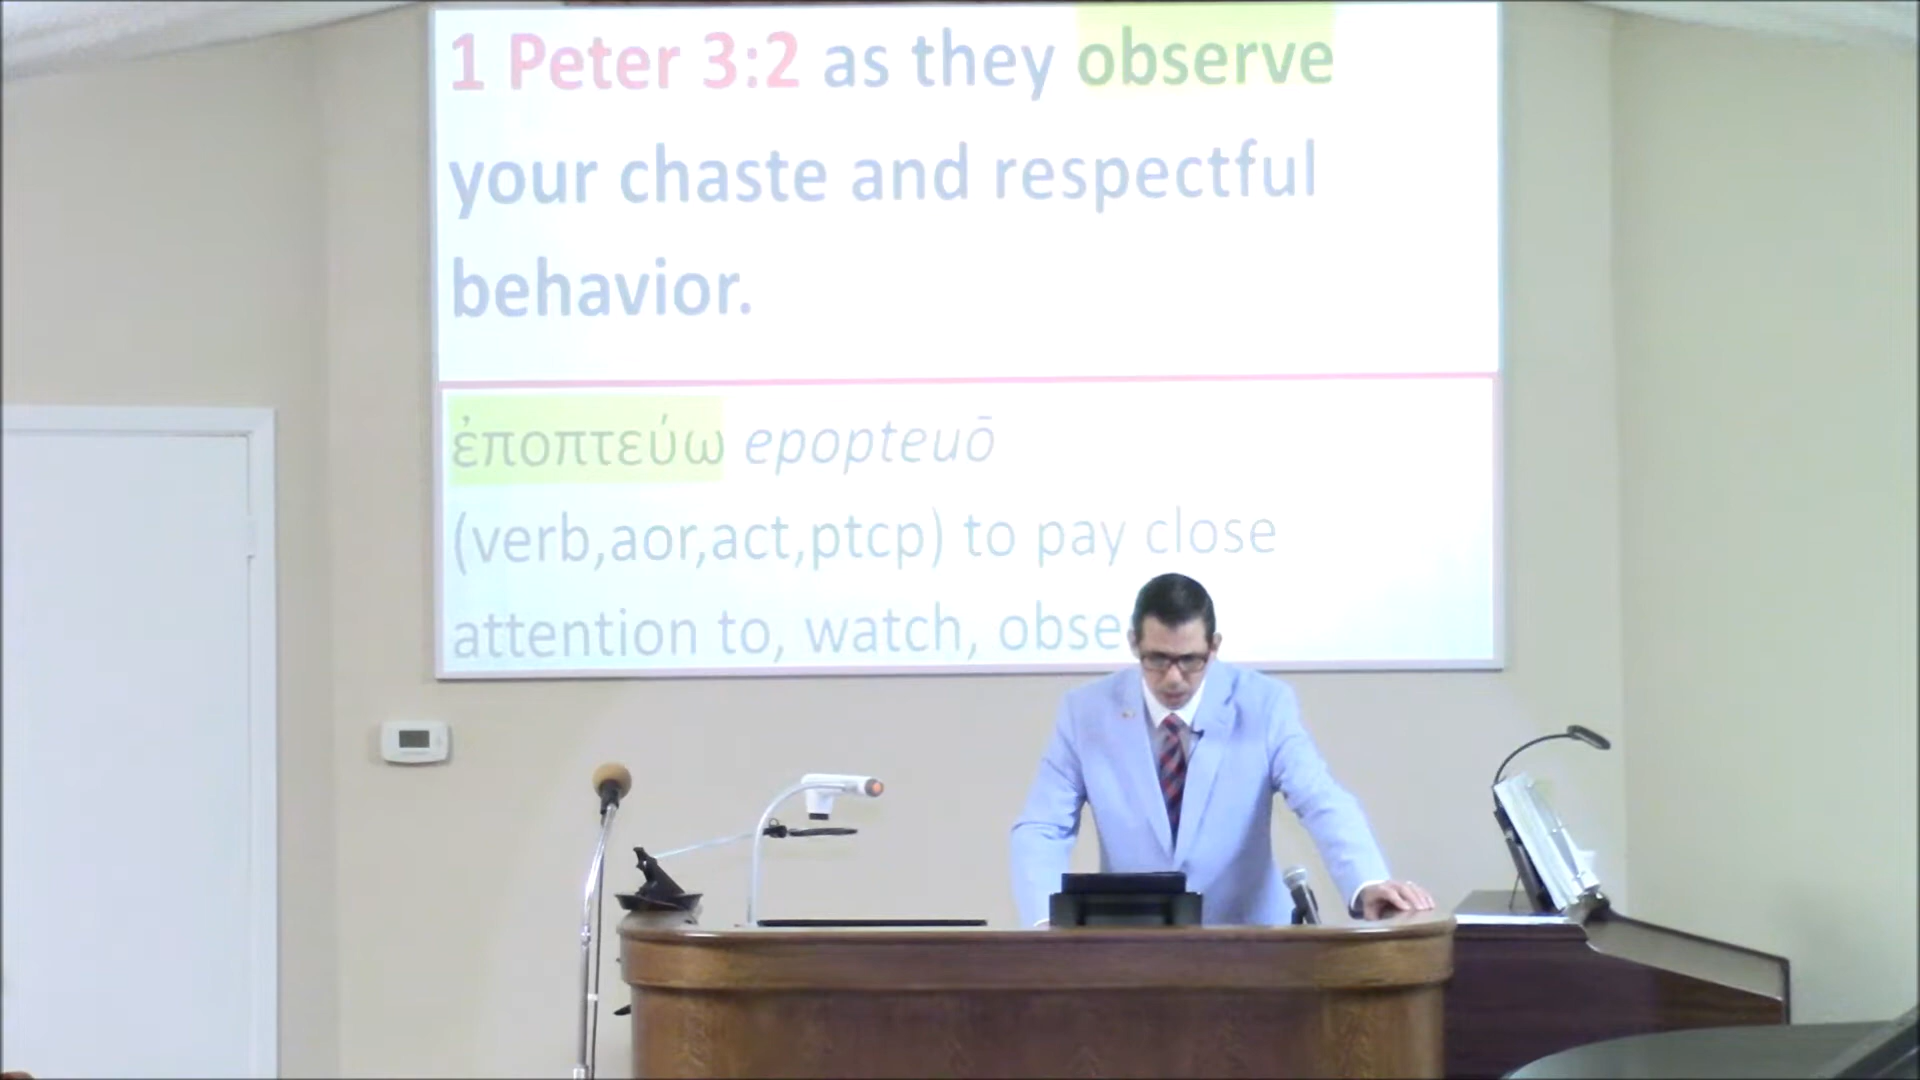 1 Peter 3:2 as they observe
your chaste and respectful
behavior.
ἐποπτεύω epopteuō
(verb,aor,act,ptcp) to pay close
attention to, watch,